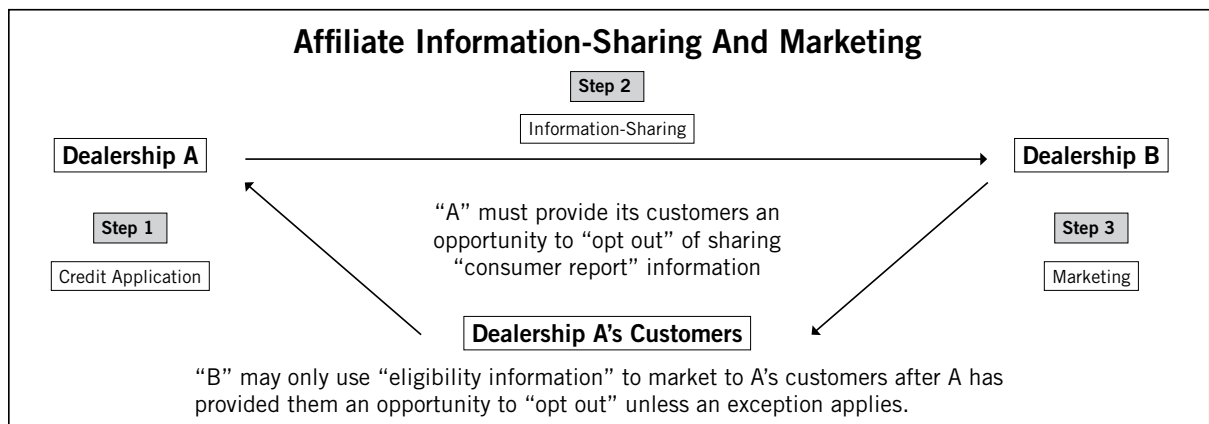 Affiliate Information-Sharing And Marketing
Step 2
Information-Sharing
Dealership A
Dealership B
Step 1
Credit Application
“A” must provide its customers an
opportunity to “opt out” of sharing
“consumer report” information
Step 3
Marketing
Dealership A’s Customers
“B” may only use “eligibility information” to market to A’s customers after A has
provided them an opportunity to “opt out” unless an exception applies.